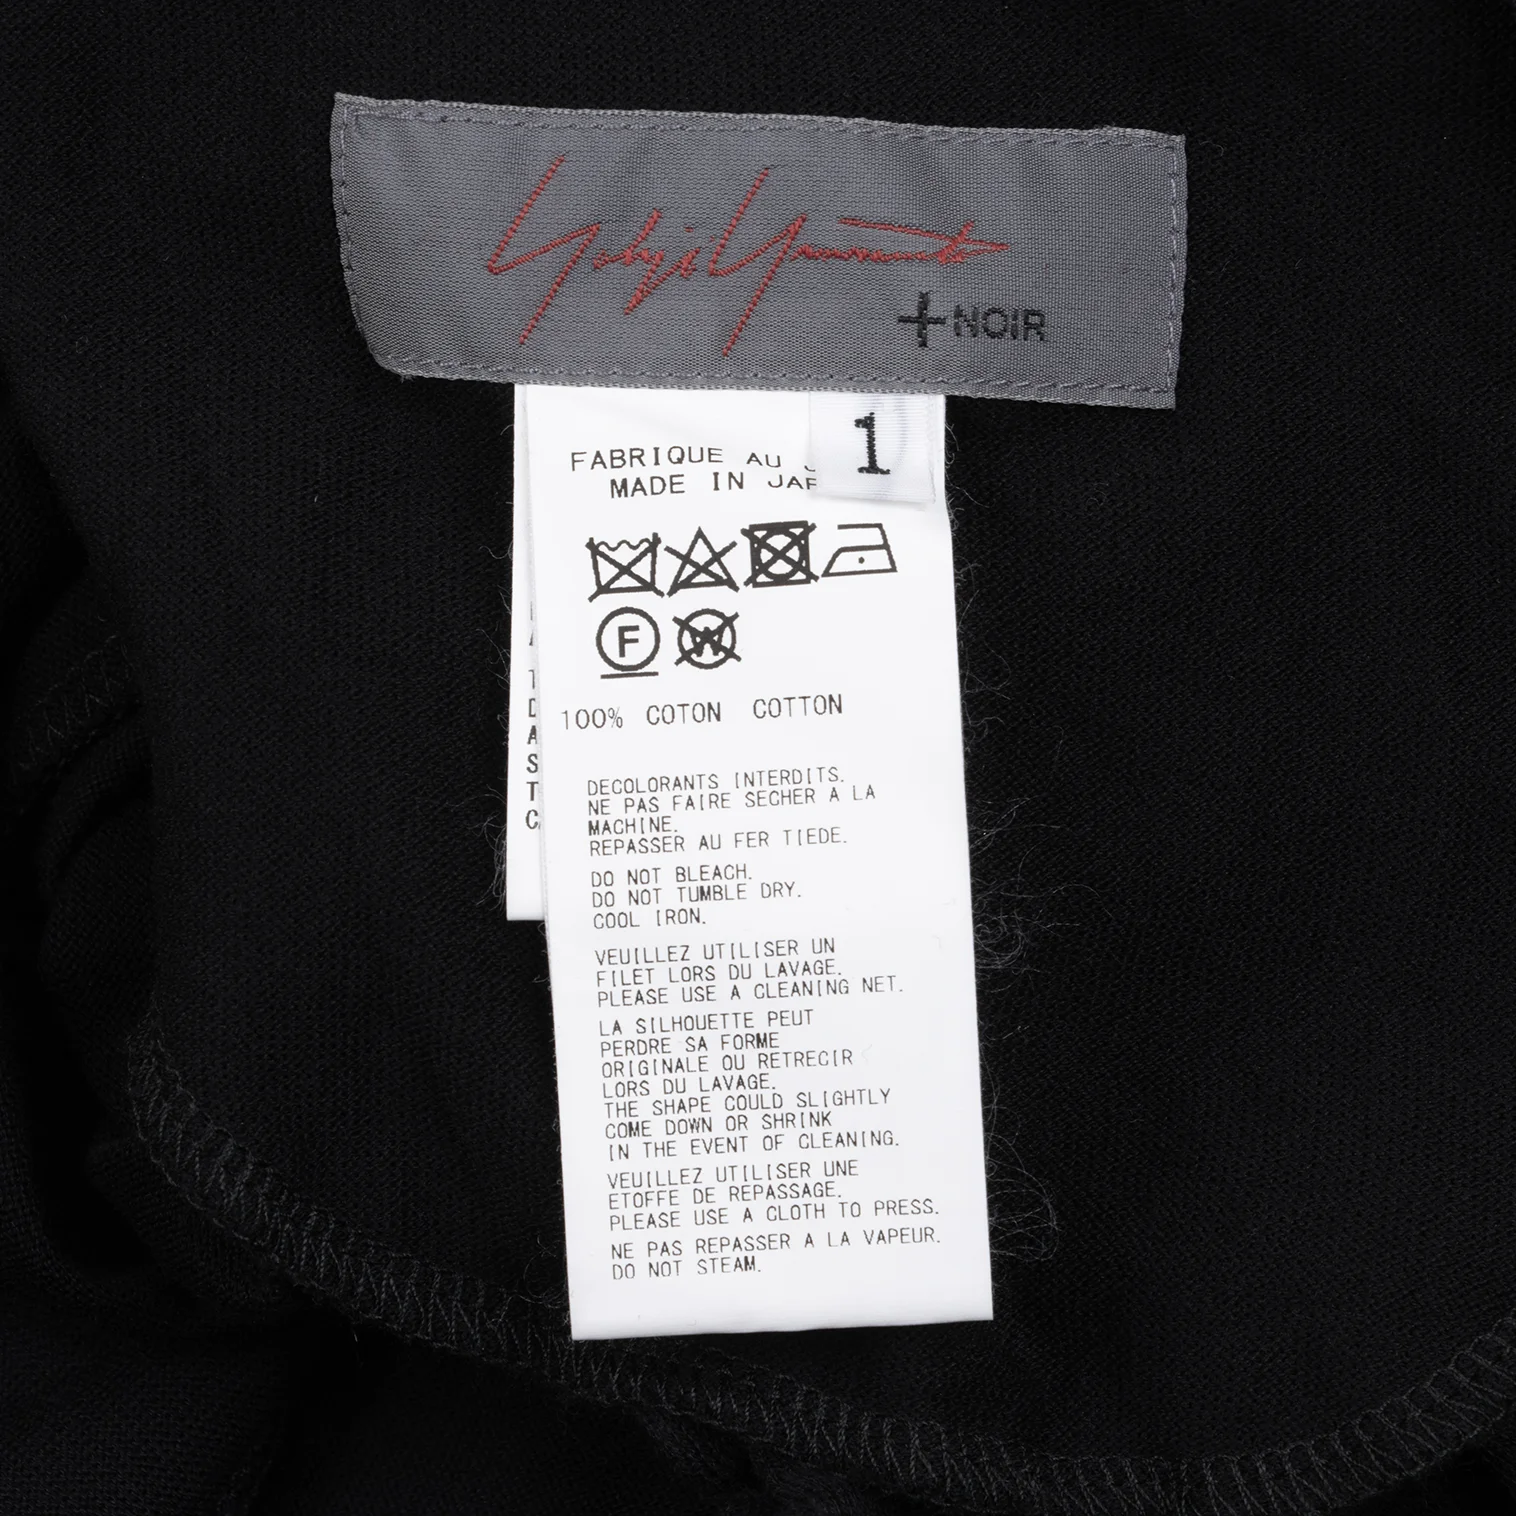 Yohji Yamamoto
+NOIR
1
FABRIQUE AU
MADE IN JAP
F
W
100% COTON COTTON
DECOLORANTS INTERDITS.
NE PAS FAIRE SECHER A LA
MACHINE.
REPASSER AU FER TIEDE.
DO NOT BLEACH.
DO NOT TUMBLE DRY.
COOL IRON.
VEUILLEZ UTILISER UN
FILET LORS DU LAVAGE.
PLEASE USE A CLEANING NET.
LA SILHOUETTE PEUT
PERDRE SA FORME
ORIGINALE OU RETRECIR
LORS DU LAVAGE.
THE SHAPE COULD SLIGHTLY
COME DOWN OR SHRINK
IN THE EVENT OF CLEANING.
VEUILLEZ UTILISER UNE
ETOFFE DE REPASSAGE.
PLEASE USE A CLOTH TO PRESS.
NE PAS REPASSER A LA VAPEUR.
DO NOT STEAM.